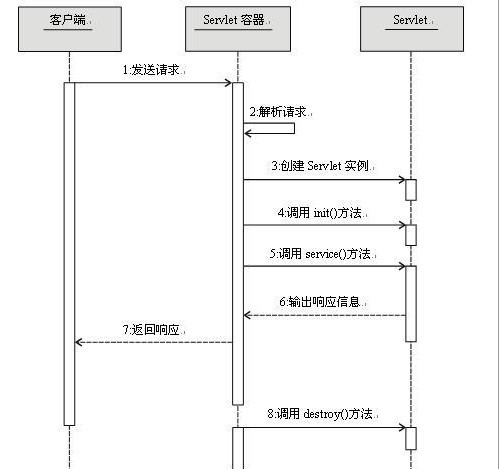 客户端
Servlet 容器
Servlet
1:发送请求
2:解析请求
3:创建 Servlet 实例
4:调用 init()方法
5:调用 service()方法
6:输出响应信息
7:返回响应
8:调用 destroy()方法